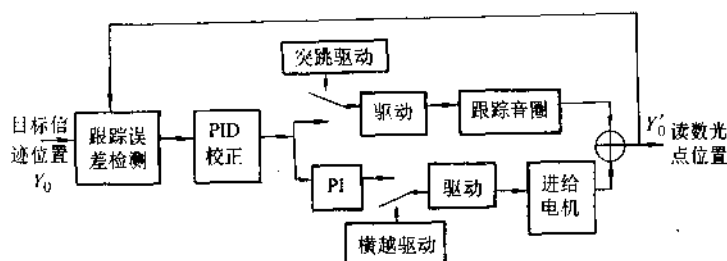 突跳驱动
目标信
迹位置
Y₀
跟踪误
差检测
PID
校正
驱动
跟踪音圈
Y₀′
读数光
点位置
PI
驱动
进给
电机
横越驱动